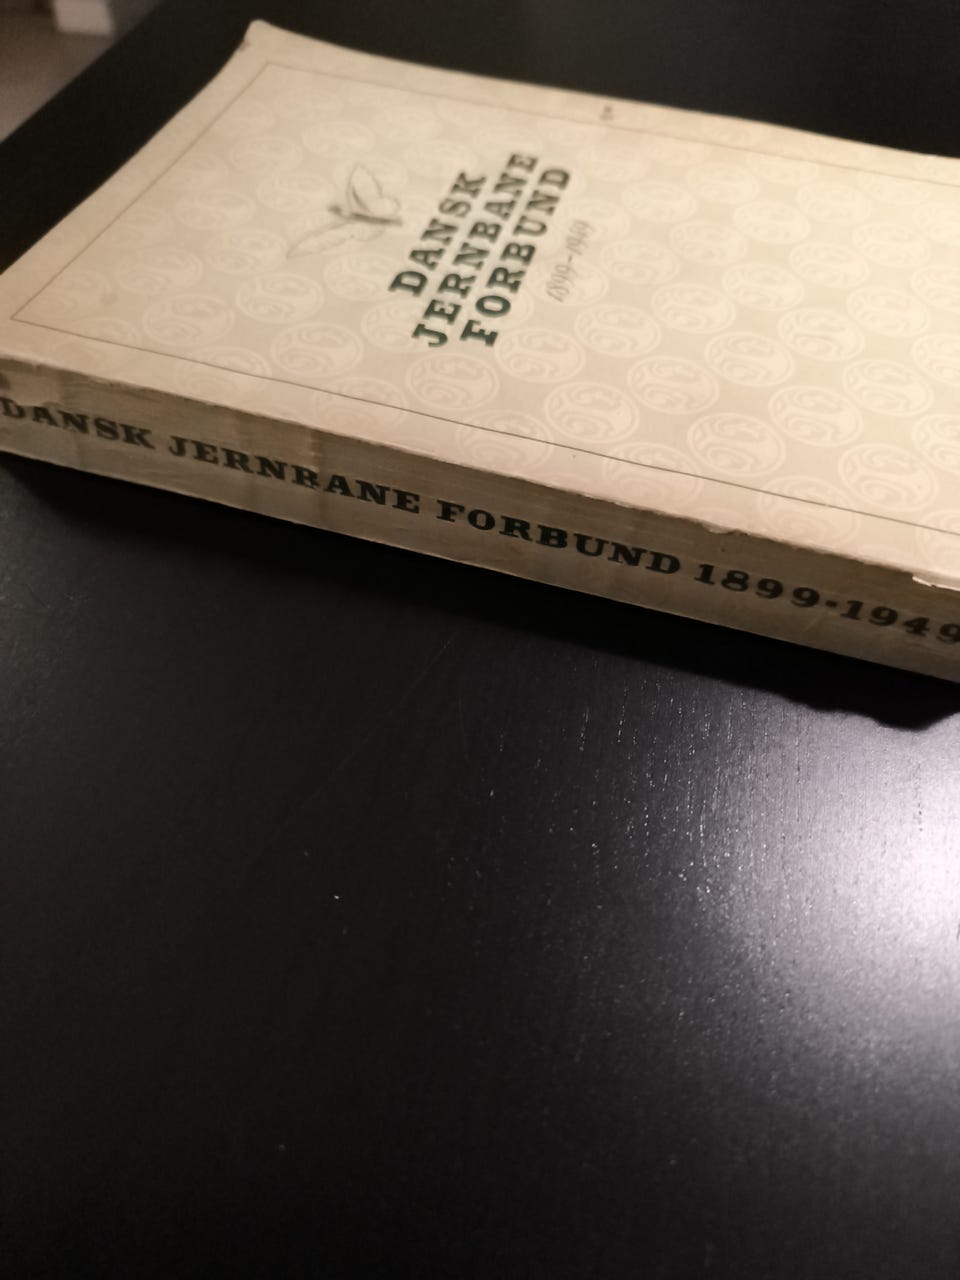 DANSK
JERNBANE
FORBUND
1899-1949
DANSK JERNBANE FORBUND 1899-1949